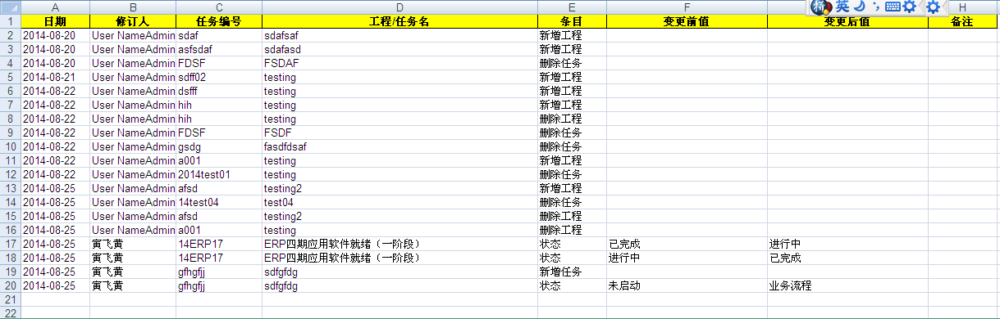 将 英
A B C D E F H
1 日期 修订人 任务编号 工程/任务名 条目 变更前值 变更后值 备注
2 2014-08-20 User NameAdmin sdaf sdafsaf 新增工程
3 2014-08-20 User NameAdmin asfsdaf sdafasd 新增工程
4 2014-08-20 User NameAdmin FDSF FSDAF 删除任务
5 2014-08-21 User NameAdmin sdff02 testing 新增工程
6 2014-08-22 User NameAdmin dsfff testing 新增工程
7 2014-08-22 User NameAdmin hih testing 新增工程
8 2014-08-22 User NameAdmin hih testing 删除工程
9 2014-08-22 User NameAdmin FDSF FSDF 删除任务
10 2014-08-22 User NameAdmin gsdg fasdfdsaf 删除任务
11 2014-08-22 User NameAdmin a001 testing 新增工程
12 2014-08-22 User NameAdmin 2014test01 testing 删除任务
13 2014-08-25 User NameAdmin afsd testing2 新增工程
14 2014-08-25 User NameAdmin 14test04 test04 删除任务
15 2014-08-25 User NameAdmin afsd testing2 删除工程
16 2014-08-25 User NameAdmin a001 testing 删除工程
17 2014-08-25 寅飞黄 14ERP17 ERP四期应用软件就绪（一阶段） 状态 已完成 进行中
18 2014-08-25 寅飞黄 14ERP17 ERP四期应用软件就绪（一阶段） 状态 进行中 已完成
19 2014-08-25 寅飞黄 gfhgfjj sdfgfdg 新增任务
20 2014-08-25 寅飞黄 gfhgfjj sdfgfdg 状态 未启动 业务流程
21
22